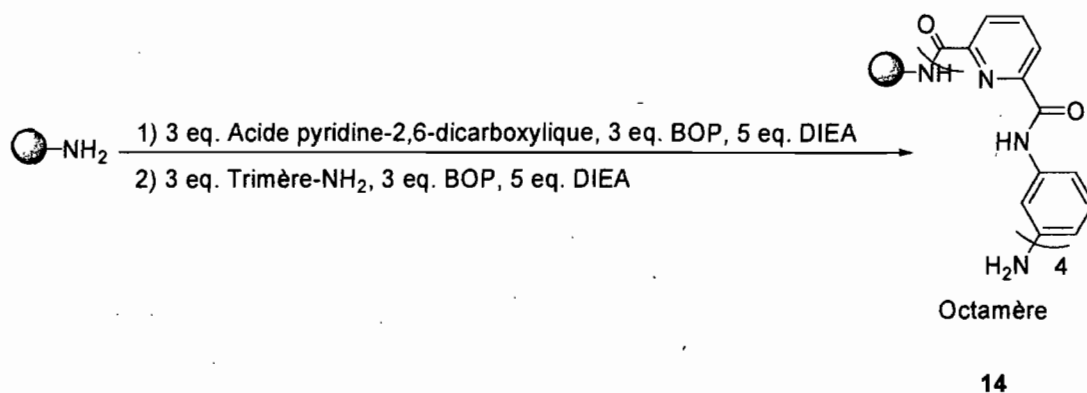 1) 3 eq. Acide pyridine-2,6-dicarboxylique, 3 eq. BOP, 5 eq. DIEA
2) 3 eq. Trimère-NH₂, 3 eq. BOP, 5 eq. DIEA
NH₂
O
NH
N
O
HN
H₂N
4
Octamère
14